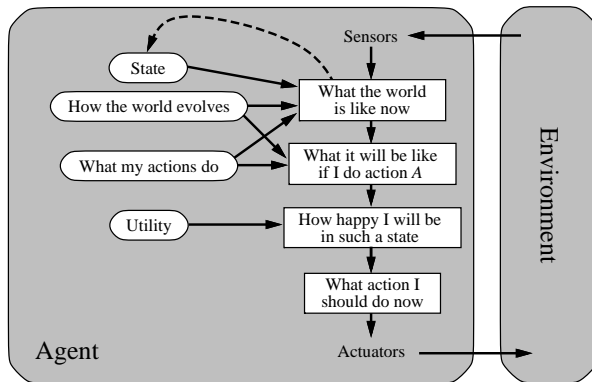 Sensors
State
What the world
is like now
How the world evolves
What my actions do
What it will be like
if I do action A
Utility
How happy I will be
in such a state
What action I
should do now
Agent
Actuators
Environment